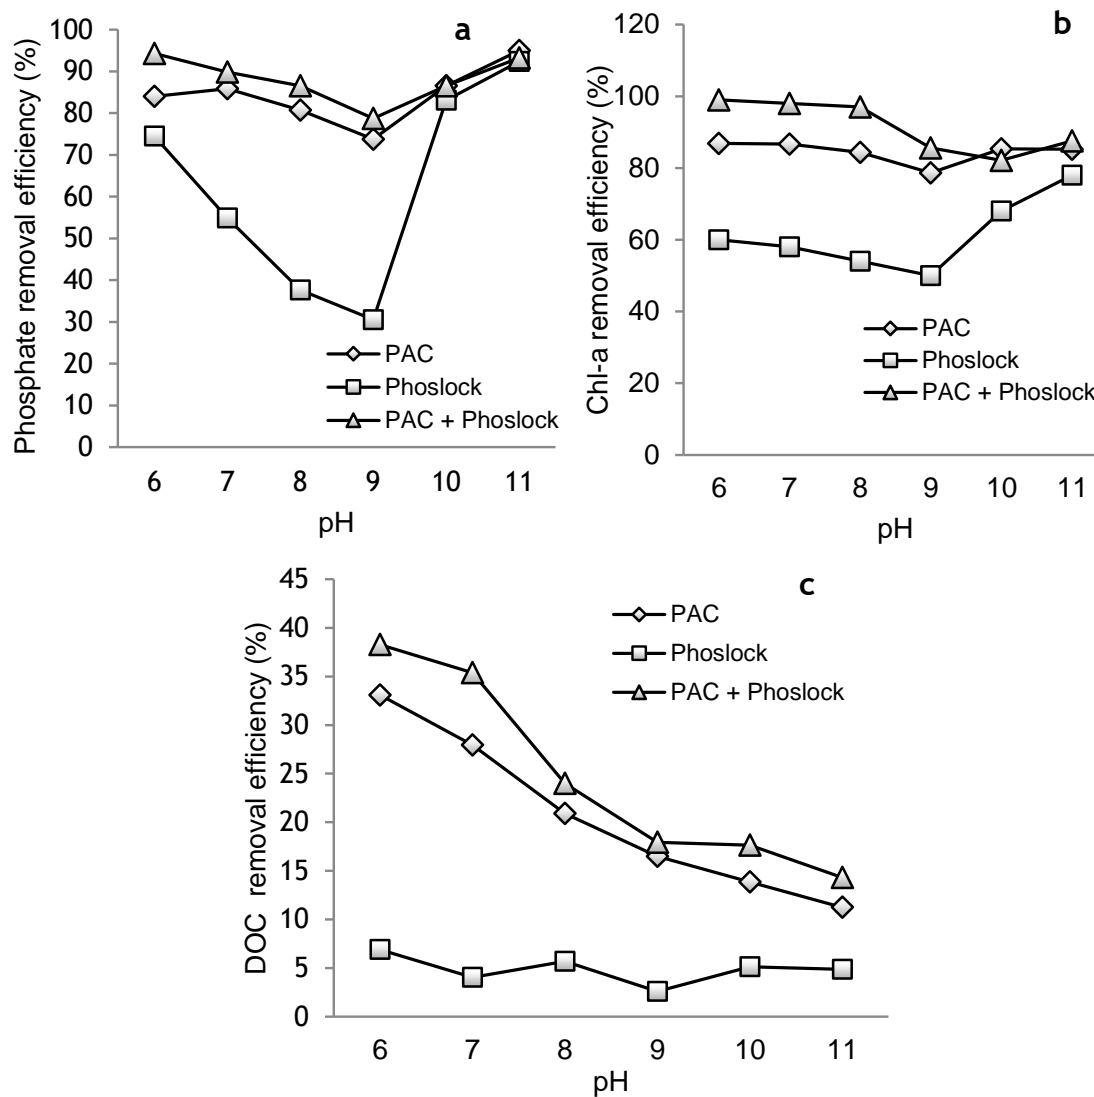 a
Phosphate removal efficiency (%)
100
90
80
70
60
50
40
30
20
10
0
PAC
Phoslock
PAC + Phoslock
6 7 8 9 10 11
pH
b
Chl-a removal efficiency (%)
120
100
80
60
40
20
0
PAC
Phoslock
PAC + Phoslock
6 7 8 9 10 11
pH
c
DOC removal efficiency (%)
45
40
35
30
25
20
15
10
5
0
PAC
Phoslock
PAC + Phoslock
6 7 8 9 10 11
pH